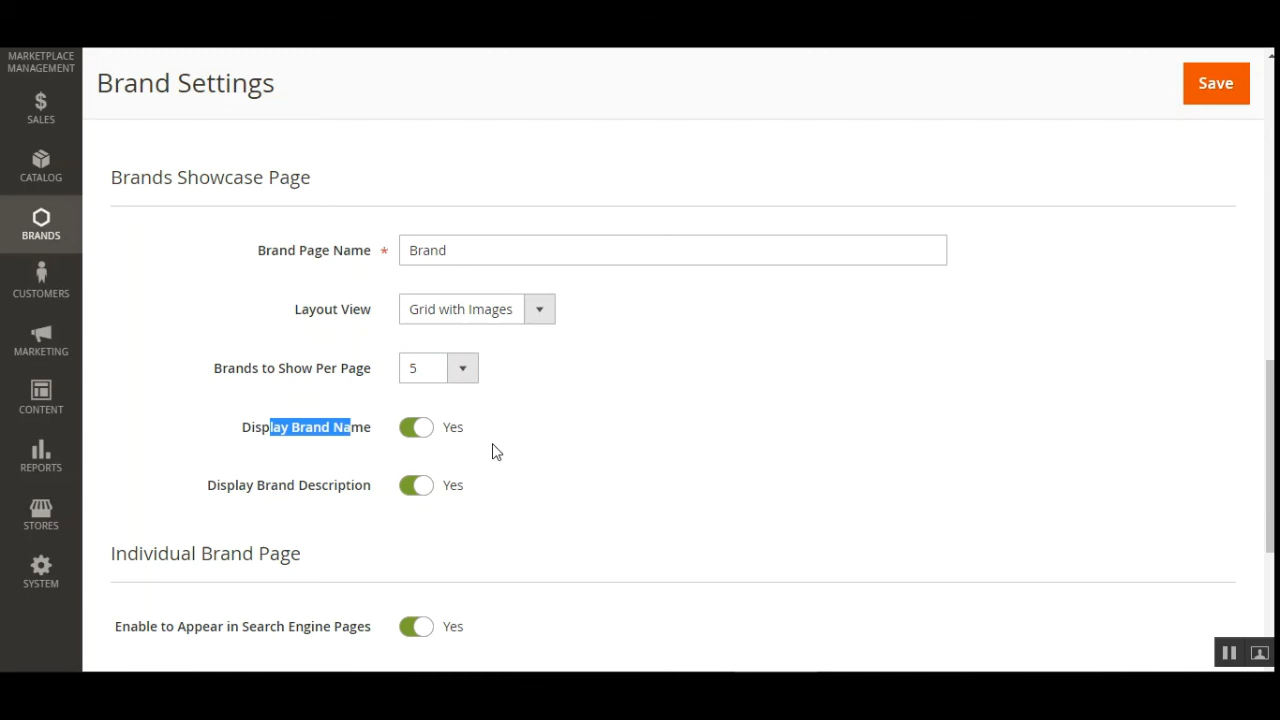 MARKETPLACE
MANAGEMENT
SALES
CATALOG
BRANDS
CUSTOMERS
MARKETING
CONTENT
REPORTS
STORES
SYSTEM
Brand Settings
Save
Brands Showcase Page
Brand Page Name * Brand
Layout View Grid with Images
Brands to Show Per Page 5
Display Brand Name Yes
Display Brand Description Yes
Individual Brand Page
Enable to Appear in Search Engine Pages Yes